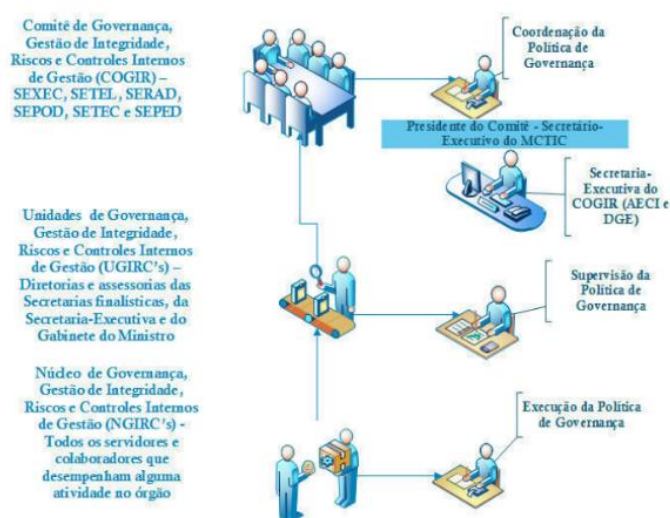 Comitê de Governança,
Gestão de Integridade,
Riscos e Controles Internos
de Gestão (COGIR) –
SEXEC, SETEL, SERAD,
SEPOD, SETEC e SEPED
Coordenação da
Política de
Governança
Presidente do Comitê - Secretário-
Executivo do MCTIC
Secretaria-
Executiva do
COGIR (AECI e
DGE)
Unidades de Governança,
Gestão de Integridade,
Riscos e Controles Internos
de Gestão (UGIRC's) –
Diretorias e assessorias das
Secretarias finalísticas, da
Secretaria-Executiva e do
Gabinete do Ministro
Supervisão da
Política de
Governança
Núcleo de Governança,
Gestão de Integridade,
Riscos e Controles Internos
de Gestão (NGIRC's) -
Todos os servidores e
colaboradores que
desempenham alguma
atividade no órgão
Execução da Política
de Governança